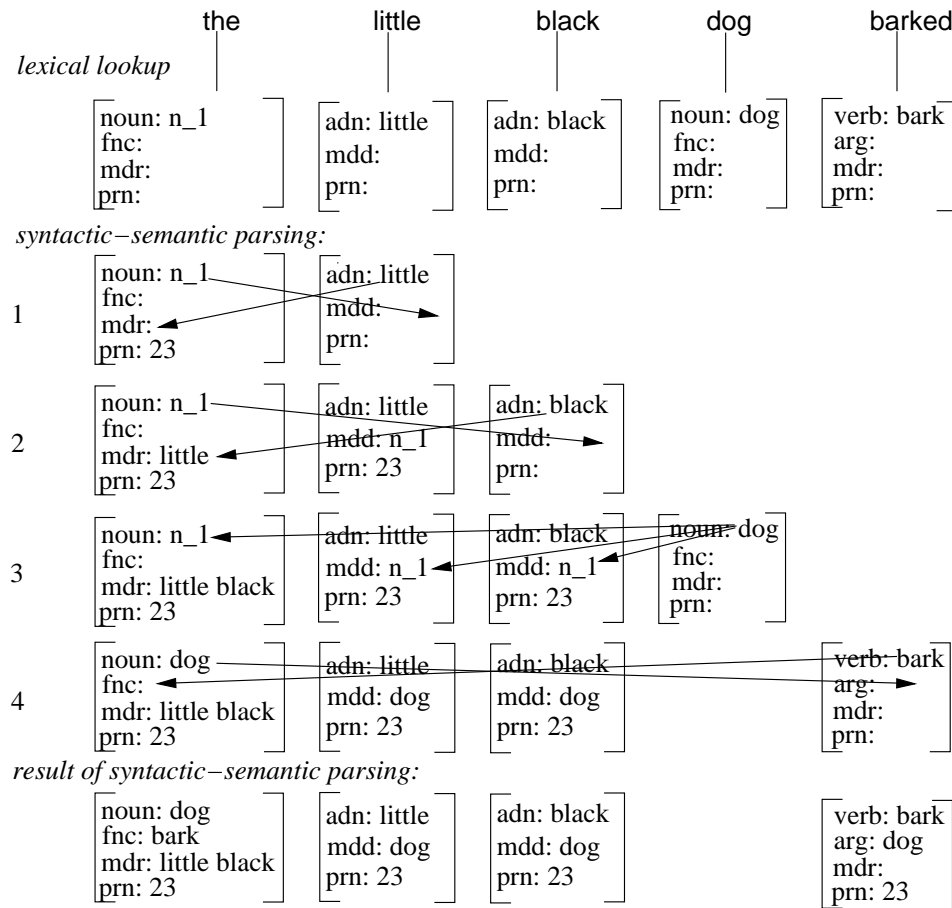 the little black dog barked
lexical lookup
noun: n_1 adn: little adn: black noun: dog verb: bark
fnc: mdd: mdd: fnc: arg:
mdr: prn: prn: mdr: mdr:
prn: prn: prn:
syntactic−semantic parsing:
1
noun: n_1 adn: little
fnc: mdd:
mdr: prn:
prn: 23
2
noun: n_1 adn: little adn: black
fnc: mdd: n_1 mdd:
mdr: little prn: 23 prn:
prn: 23
3
noun: n_1 adn: little adn: black noun: dog
fnc: mdd: n_1 mdd: n_1 fnc:
mdr: little black prn: 23 prn: 23 mdr:
prn: 23 prn:
4
noun: dog adn: little adn: black verb: bark
fnc: mdd: dog mdd: dog arg:
mdr: little black prn: 23 prn: 23 mdr:
prn: 23 prn:
result of syntactic−semantic parsing:
noun: dog adn: little adn: black verb: bark
fnc: bark mdd: dog mdd: dog arg: dog
mdr: little black prn: 23 prn: 23 mdr:
prn: 23 prn: 23